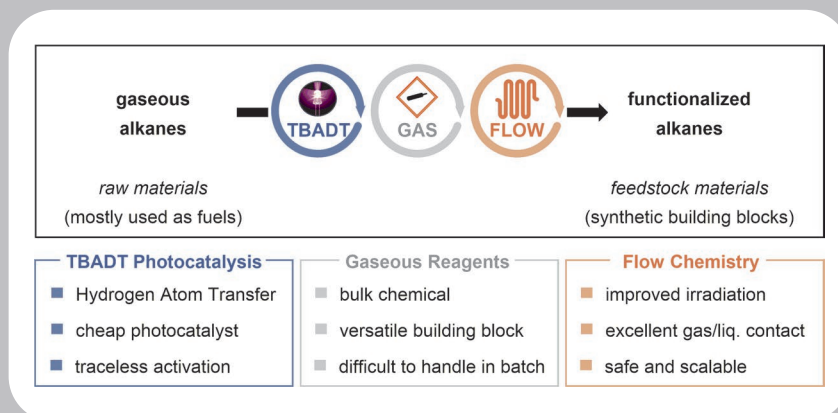 gaseous
alkanes
TBADT
GAS
FLOW
functionalized
alkanes
raw materials
(mostly used as fuels)
feedstock materials
(synthetic building blocks)
TBADT Photocatalysis
Hydrogen Atom Transfer
cheap photocatalyst
traceless activation
Gaseous Reagents
bulk chemical
versatile building block
difficult to handle in batch
Flow Chemistry
improved irradiation
excellent gas/liq. contact
safe and scalable